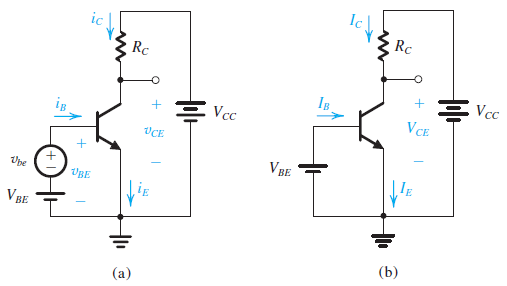 i_C
R_C
i_B
+
v_CE
−
V_CC
v_be
+
−
+
v_BE
−
V_BE
i_E
(a)
I_C
R_C
I_B
+
V_CE
−
V_CC
V_BE
I_E
(b)